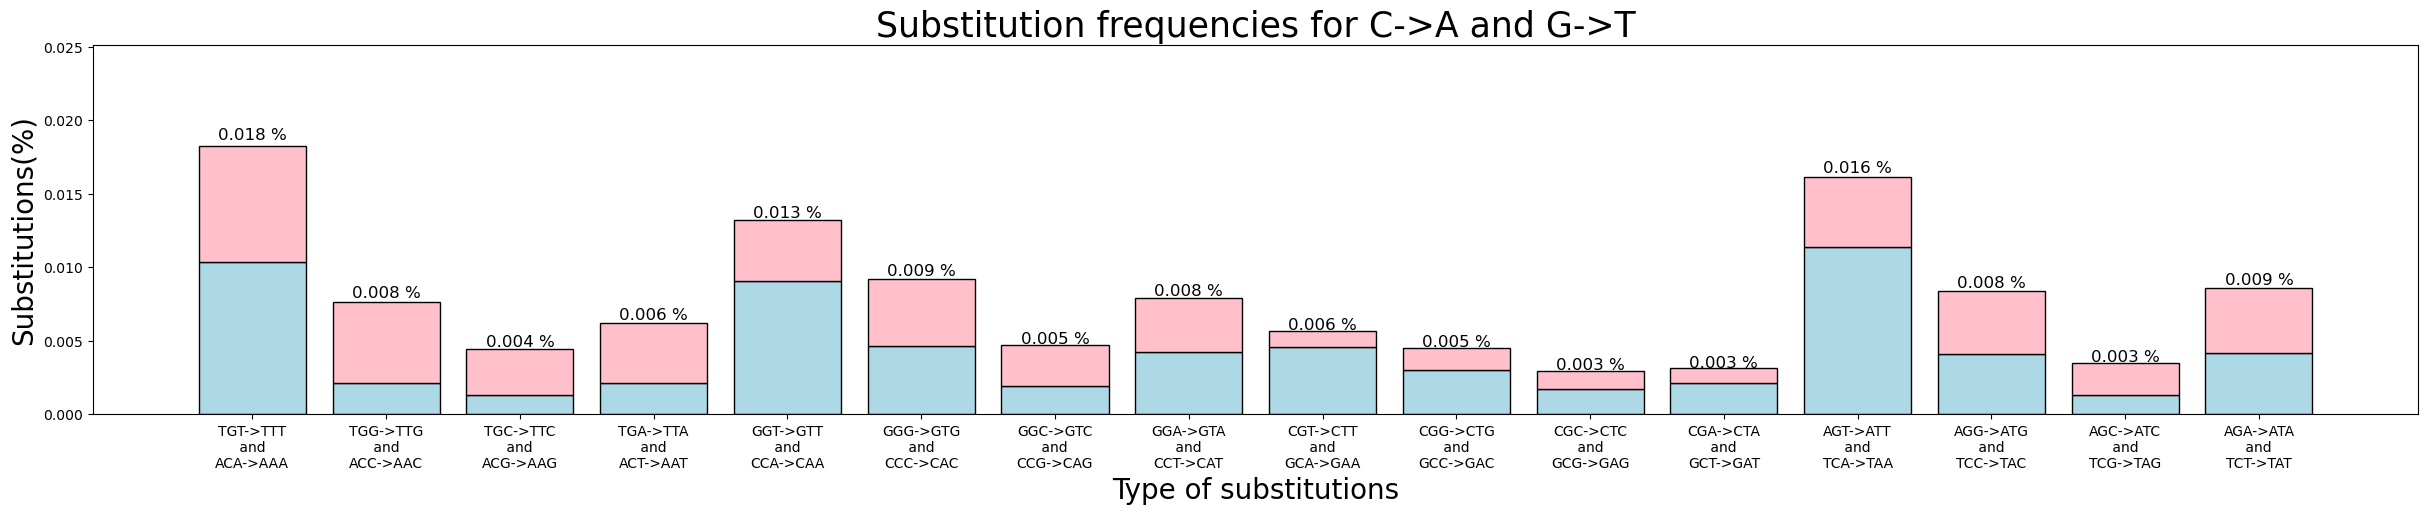 Substitution frequencies for C->A and G->T
Substitutions(%)
0.025
0.020
0.015
0.010
0.005
0.000
0.018 %
0.008 %
0.004 %
0.006 %
0.013 %
0.009 %
0.005 %
0.008 %
0.006 %
0.005 %
0.003 %
0.003 %
0.016 %
0.008 %
0.003 %
0.009 %
TGT->TTT
and
ACA->AAA
TGG->TTG
and
ACC->AAC
TGC->TTC
and
ACG->AAG
TGA->TTA
and
ACT->AAT
GGT->GTT
and
CCA->CAA
GGG->GTG
and
CCC->CAC
GGC->GTC
and
CCG->CAG
GGA->GTA
and
CCT->CAT
CGT->CTT
and
GCA->GAA
CGG->CTG
and
GCC->GAC
CGC->CTC
and
GCG->GAG
CGA->CTA
and
GCT->GAT
AGT->ATT
and
TCA->TAA
AGG->ATG
and
TCC->TAC
AGC->ATC
and
TCG->TAG
AGA->ATA
and
TCT->TAT
Type of substitutions